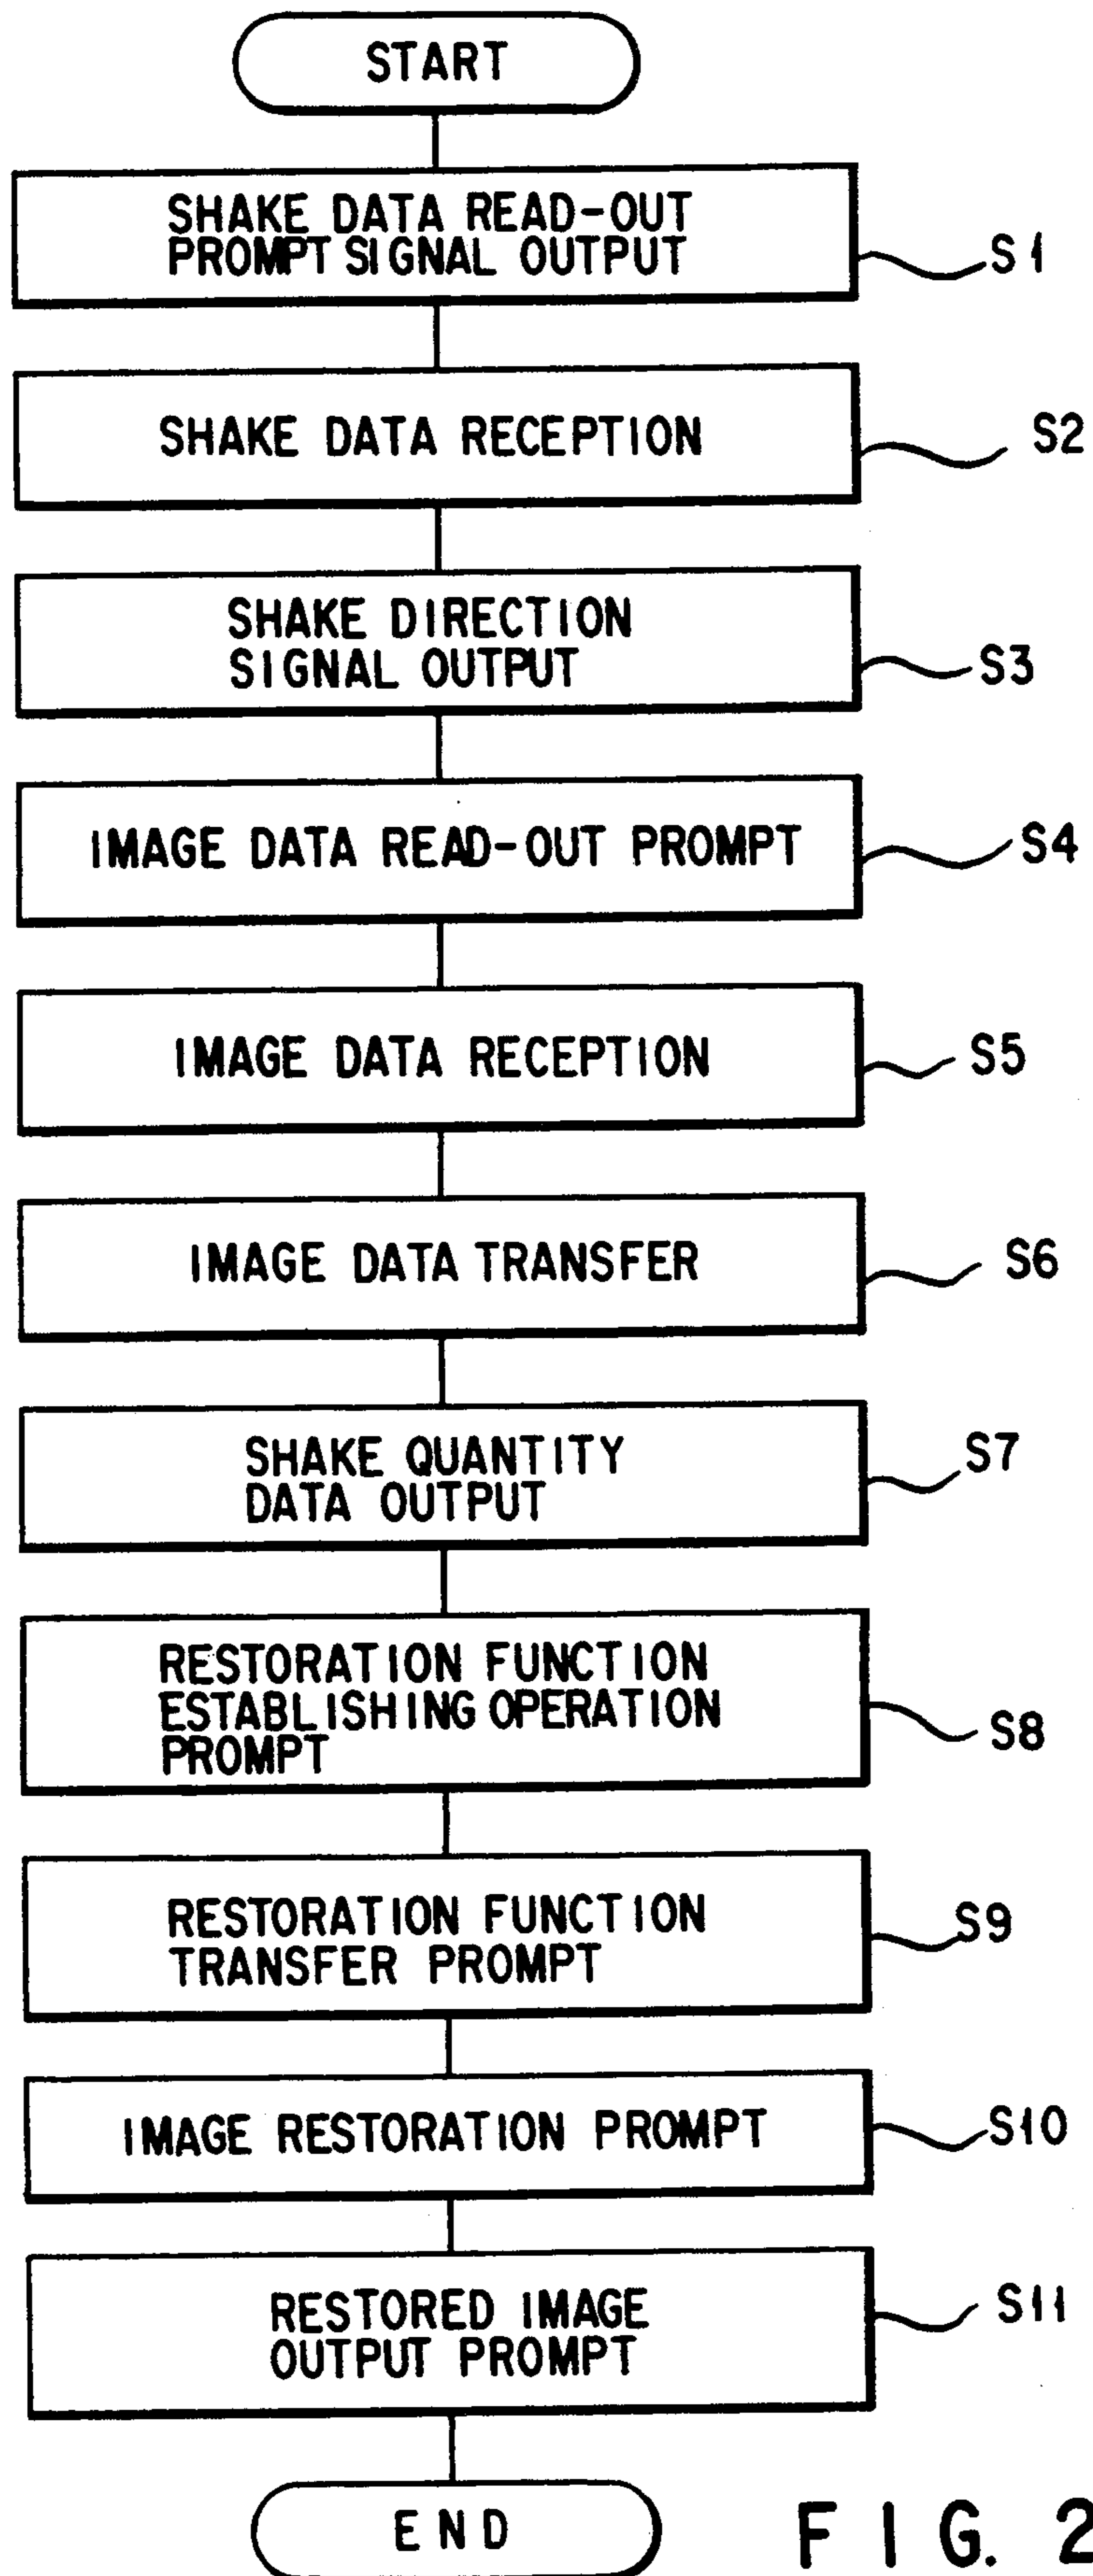 START
SHAKE DATA READ-OUT
PROMPT SIGNAL OUTPUT
S1
SHAKE DATA RECEPTION
S2
SHAKE DIRECTION
SIGNAL OUTPUT
S3
IMAGE DATA READ-OUT PROMPT
S4
IMAGE DATA RECEPTION
S5
IMAGE DATA TRANSFER
S6
SHAKE QUANTITY
DATA OUTPUT
S7
RESTORATION FUNCTION
ESTABLISHING OPERATION
PROMPT
S8
RESTORATION FUNCTION
TRANSFER PROMPT
S9
IMAGE RESTORATION PROMPT
S10
RESTORED IMAGE
OUTPUT PROMPT
S11
END
FIG. 2